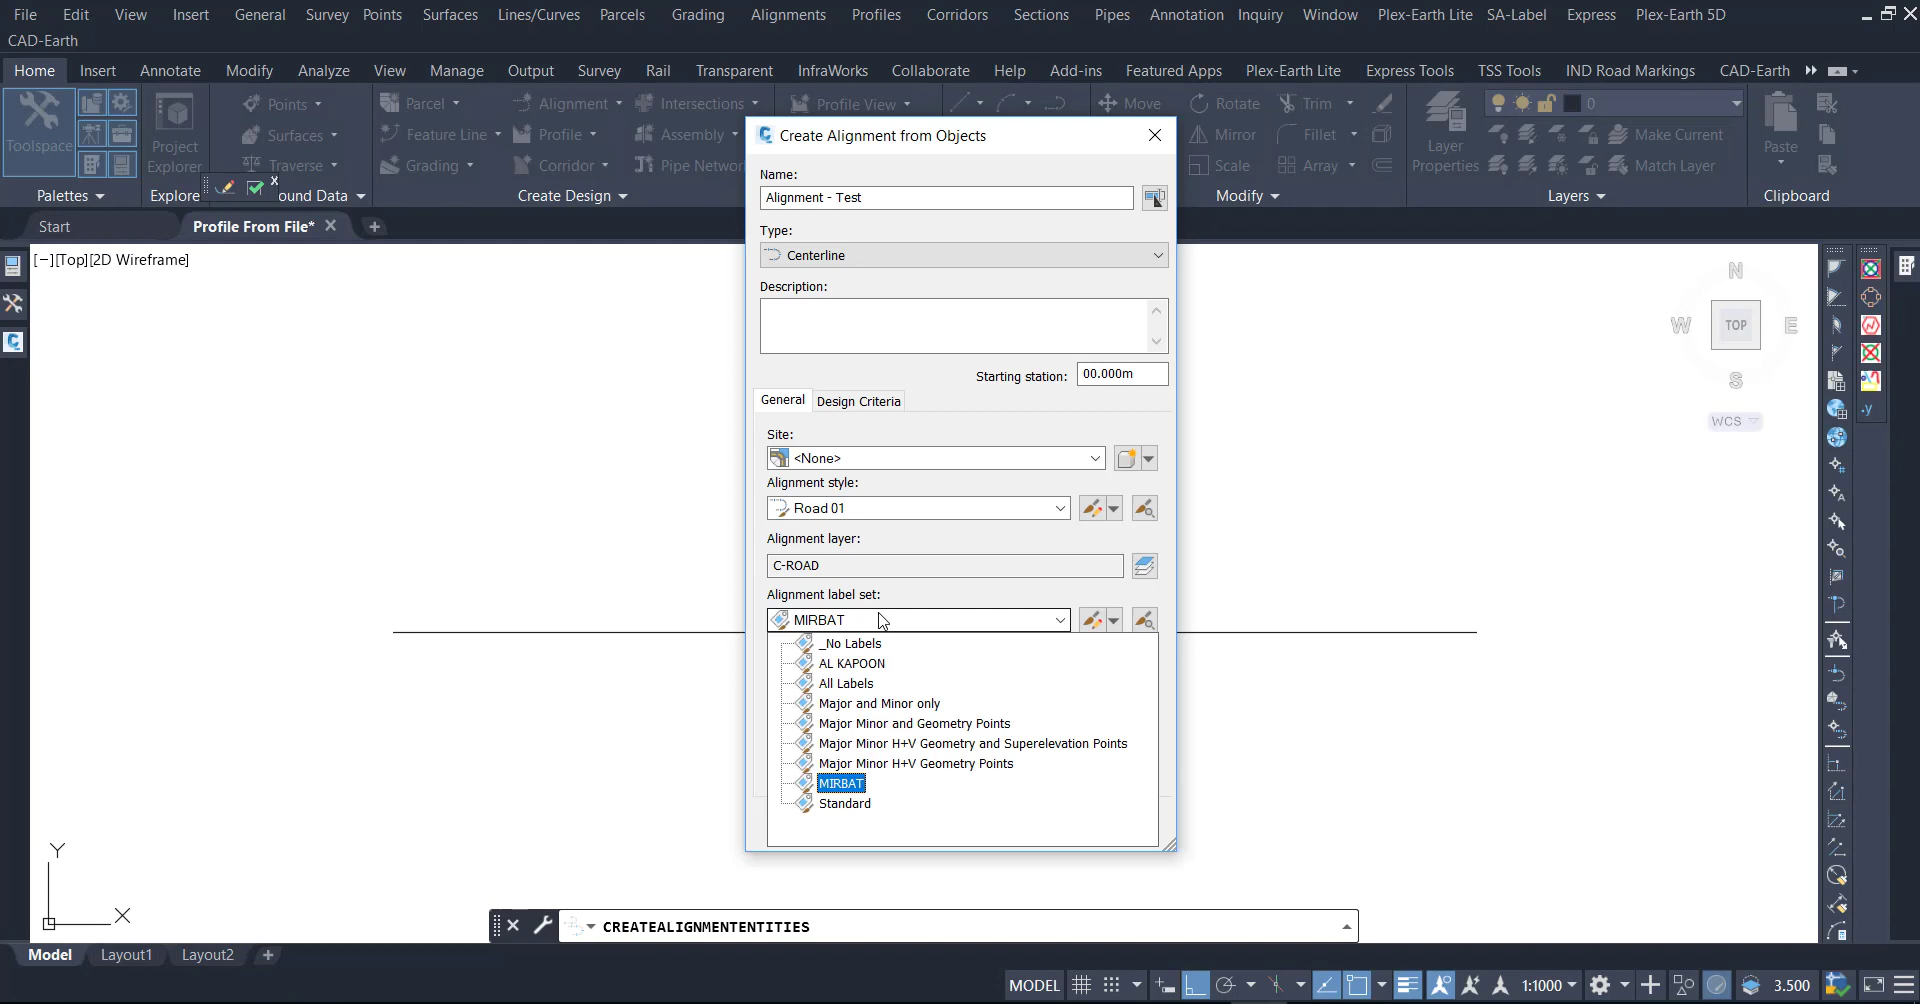 File Edit View Insert General Survey Points Surfaces Lines/Curves Parcels Grading Alignments Profiles Corridors Sections Pipes Annotation Inquiry Window Plex-Earth Lite SA-Label Express Plex-Earth 5D
CAD-Earth
Home Insert Annotate Modify Analyze View Manage Output Survey Rail Transparent InfraWorks Collaborate Help Add-ins Featured Apps Plex-Earth Lite Express Tools TSS Tools IND Road Markings CAD-Earth
Points Parcel Alignment Intersections Profile View Move Rotate Trim 0
Toolspace Project Explorer Surfaces Feature Line Profile Assembly Mirror Fillet Layer Properties Make Current Paste
Traverse Grading Corridor Pipe Networ Scale Array Match Layer
Palettes Explore ound Data Create Design Modify Layers Clipboard
Start Profile From File*
[−][Top][2D Wireframe]
Create Alignment from Objects
Name:
Alignment - Test
Type:
Centerline
Description:
Starting station: 00.000m
General Design Criteria
Site:
<None>
Alignment style:
Road 01
Alignment layer:
C-ROAD
Alignment label set:
MIRBAT
_No Labels
AL KAPOON
All Labels
Major and Minor only
Major Minor and Geometry Points
Major Minor H+V Geometry and Superelevation Points
Major Minor H+V Geometry Points
MIRBAT
Standard
N
W TOP E
S
WCS
.y
Y
X
CREATEALIGNMENTENTITIES
Model Layout1 Layout2
MODEL 1:1000 3.500